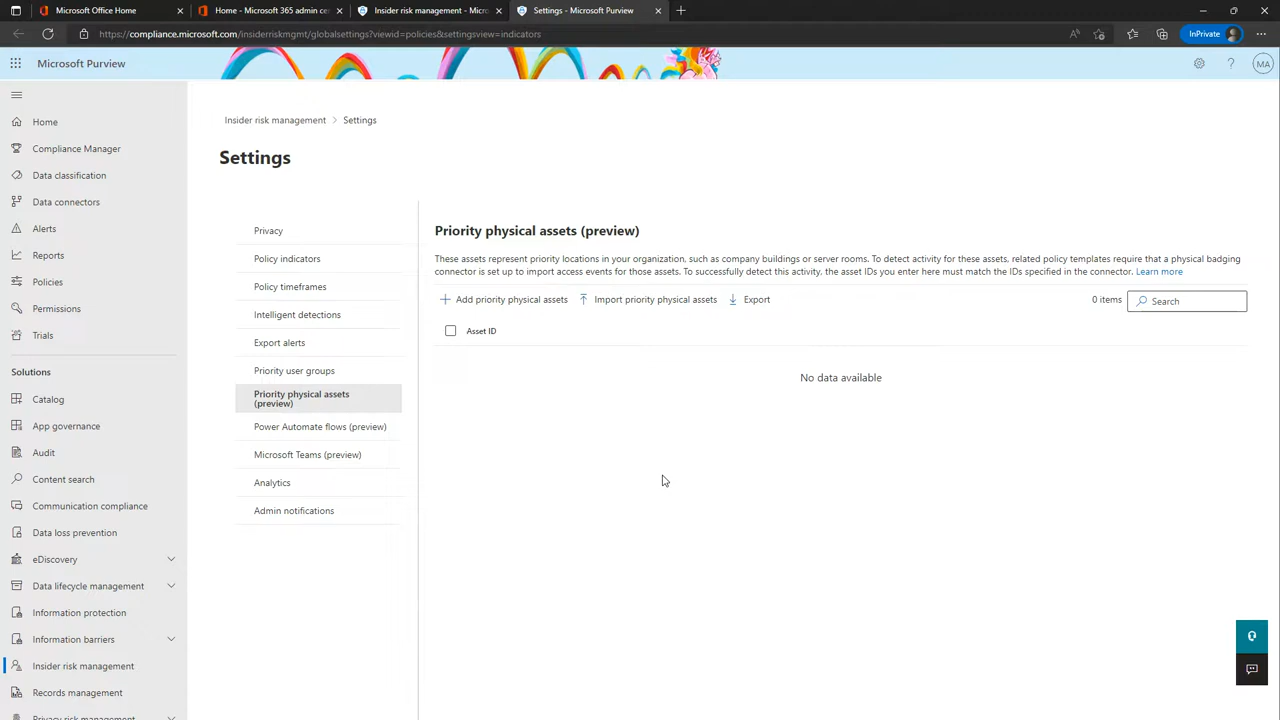 Microsoft Office Home
Home - Microsoft 365 admin cen
Insider risk management - Micros
Settings - Microsoft Purview
https://compliance.microsoft.com/insiderriskmgmt/globalsettings?viewid=policies&settingsview=indicators
InPrivate
Microsoft Purview
MA
Home
Compliance Manager
Data classification
Data connectors
Alerts
Reports
Policies
Permissions
Trials
Solutions
Catalog
App governance
Audit
Content search
Communication compliance
Data loss prevention
eDiscovery
Data lifecycle management
Information protection
Information barriers
Insider risk management
Records management
Privacy risk management
Insider risk management > Settings
Settings
Privacy
Policy indicators
Policy timeframes
Intelligent detections
Export alerts
Priority user groups
Priority physical assets
(preview)
Power Automate flows (preview)
Microsoft Teams (preview)
Analytics
Admin notifications
Priority physical assets (preview)
These assets represent priority locations in your organization, such as company buildings or server rooms. To detect activity for these assets, related policy templates require that a physical badging
connector is set up to import access events for those assets. To successfully detect this activity, the asset IDs you enter here must match the IDs specified in the connector. Learn more
Add priority physical assets Import priority physical assets Export 0 items Search
Asset ID
No data available